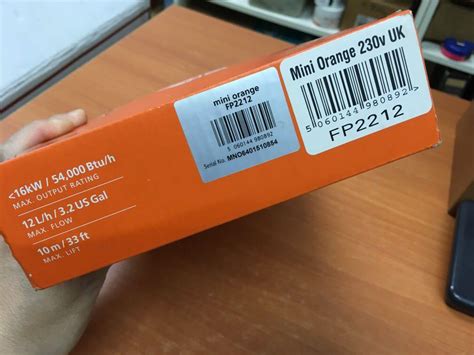 <16kW / 54,000 Btu/h
MAX. OUTPUT RATING
12 L/h / 3.2 US Gal
MAX. FLOW
10 m / 33 ft
MAX. LIFT
mini orange
FP2212
5 060144 980892
Serial No. MNO6401510854
Mini Orange 230v UK
5 060144 980892 >
FP2212